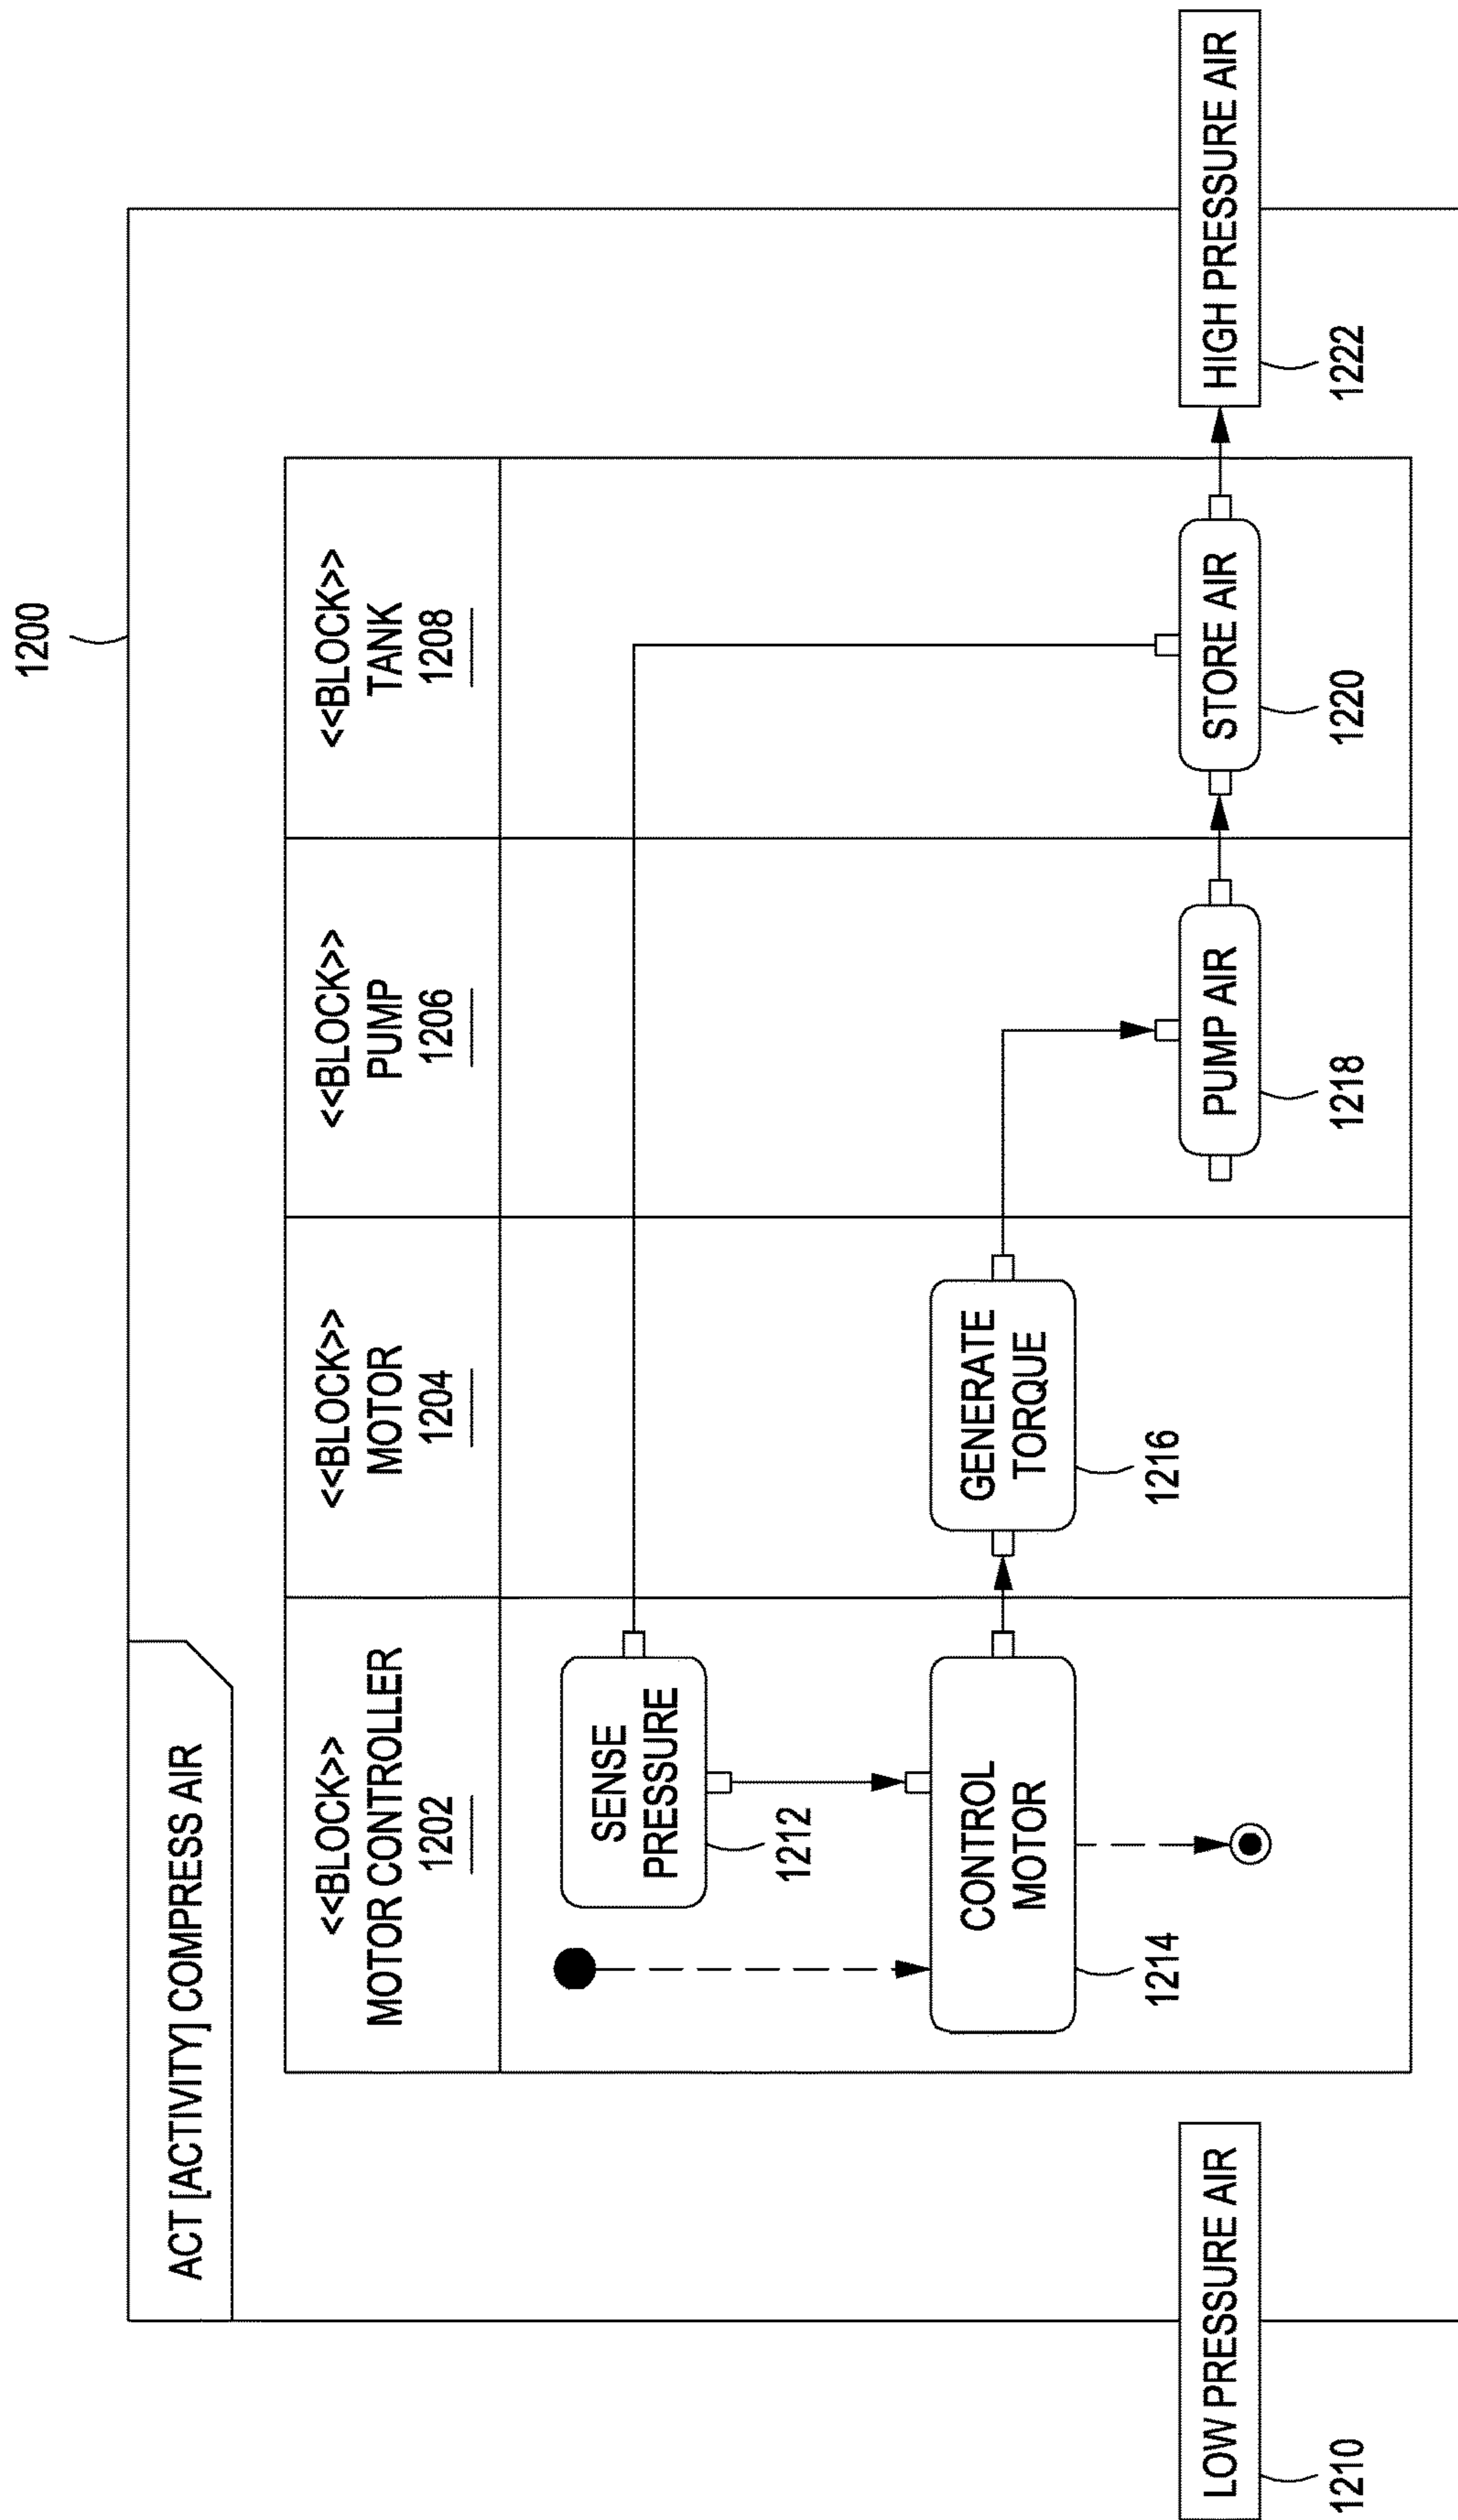 1200
ACT [ACTIVITY] COMPRESS AIR
<<BLOCK>>
MOTOR CONTROLLER
1202
<<BLOCK>>
MOTOR
1204
<<BLOCK>>
PUMP
1206
<<BLOCK>>
TANK
1208
SENSE
PRESSURE
1212
CONTROL
MOTOR
1214
GENERATE
TORQUE
1216
LOW PRESSURE AIR
1210
PUMP AIR
1218
STORE AIR
1220
HIGH PRESSURE AIR
1222